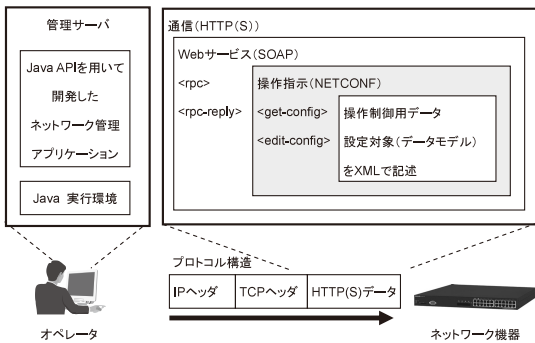 管理サーバ
Java APIを用いて
開発した
ネットワーク管理
アプリケーション
Java 実行環境
通信(HTTP(S))
Webサービス(SOAP)
<rpc>
<rpc-reply>
操作指示(NETCONF)
<get-config>
<edit-config>
操作制御用データ
設定対象(データモデル)
をXMLで記述
プロトコル構造
IPヘッダ
TCPヘッダ
HTTP(S)データ
オペレータ
ネットワーク機器